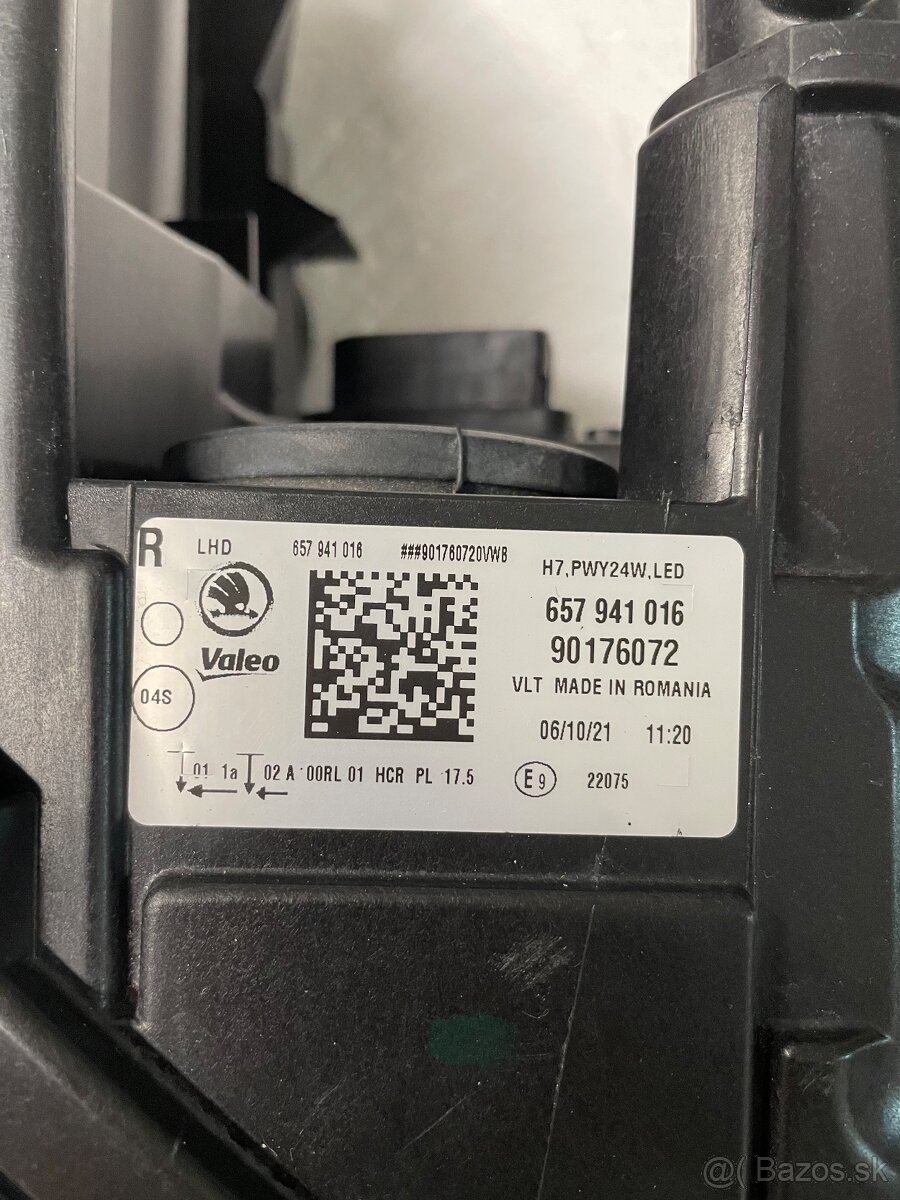 R LHD 657 941 016 ###901760720VWB
H7,PWY24W,LED
657 941 016
Valeo
90176072
04S
VLT MADE IN ROMANIA
06/10/21 11:20
01 1a 02 A 00RL 01 HCR PL 17.5 E9 22075
@( Bazos.sk